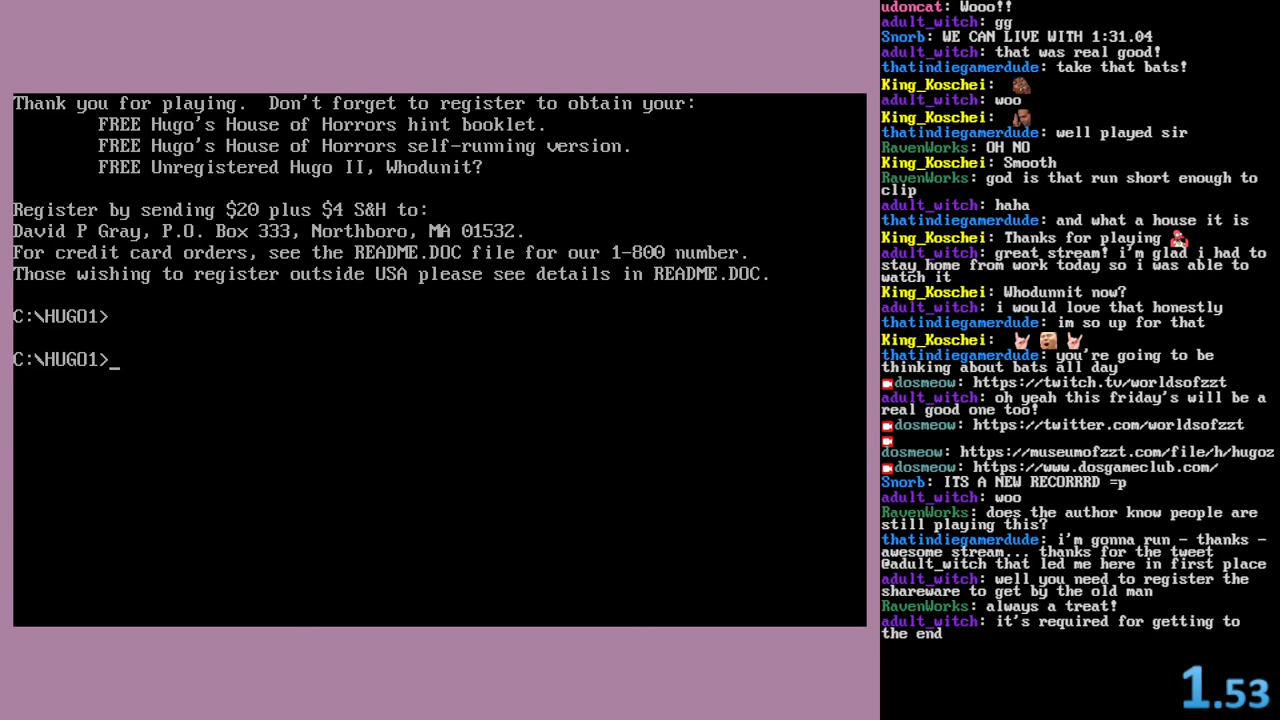 Thank you for playing.  Don't forget to register to obtain your:
FREE Hugo's House of Horrors hint booklet.
FREE Hugo's House of Horrors self-running version.
FREE Unregistered Hugo II, Whodunit?
Register by sending $20 plus $4 S&H to:
David P Gray, P.O. Box 333, Northboro, MA 01532.
For credit card orders, see the README.DOC file for our 1-800 number.
Those wishing to register outside USA please see details in README.DOC.
C:\HUGO1>
C:\HUGO1>_
udoncat: Wooo!!
adult_witch: gg
Snorb: WE CAN LIVE WITH 1:31.04
adult_witch: that was real good!
thatindiegamerdude: take that bats!
King_Koschei:
adult_witch: woo
King_Koschei:
thatindiegamerdude: well played sir
RavenWorks: OH NO
King_Koschei: Smooth
RavenWorks: god is that run short enough to
clip
adult_witch: haha
thatindiegamerdude: and what a house it is
King_Koschei: Thanks for playing
adult_witch: great stream! i'm glad i had to
stay home from work today so i was able to
watch it
King_Koschei: Whodunnit now?
adult_witch: i would love that honestly
thatindiegamerdude: im so up for that
King_Koschei:
thatindiegamerdude: you're going to be
thinking about bats all day
dosmeow: https://twitch.tv/worldsofzzt
adult_witch: oh yeah this friday's will be a
real good one too!
dosmeow: https://twitter.com/worldsofzzt
dosmeow: https://museumofzzt.com/file/h/hugoz
dosmeow: https://www.dosgameclub.com/
Snorb: ITS A NEW RECORRRD =p
adult_witch: woo
RavenWorks: does the author know people are
still playing this?
thatindiegamerdude: i'm gonna run - thanks -
awesome stream... thanks for the tweet
@adult_witch that led me here in first place
adult_witch: well you need to register the
shareware to get by the old man
RavenWorks: always a treat!
adult_witch: it's required for getting to
the end
1.53